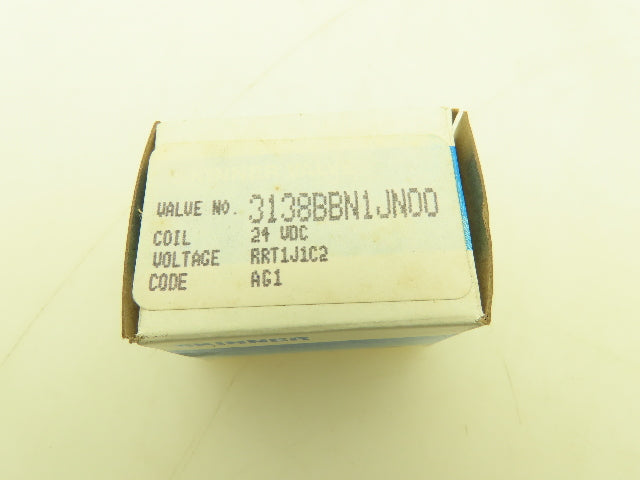 VALVE NO. 3138BBN1JN00
COIL 24 VDC
VOLTAGE RRT1J1C2
CODE AG1